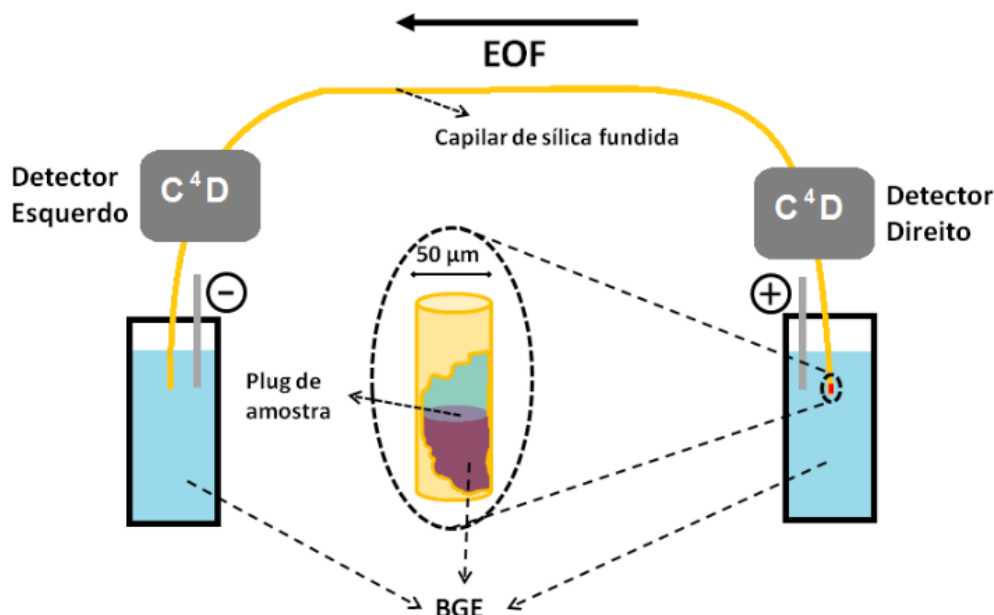 EOF
Capilar de sílica fundida
Detector
Esquerdo
C⁴D
C⁴D
Detector
Direito
50 µm
−
+
Plug de
amostra
BGE